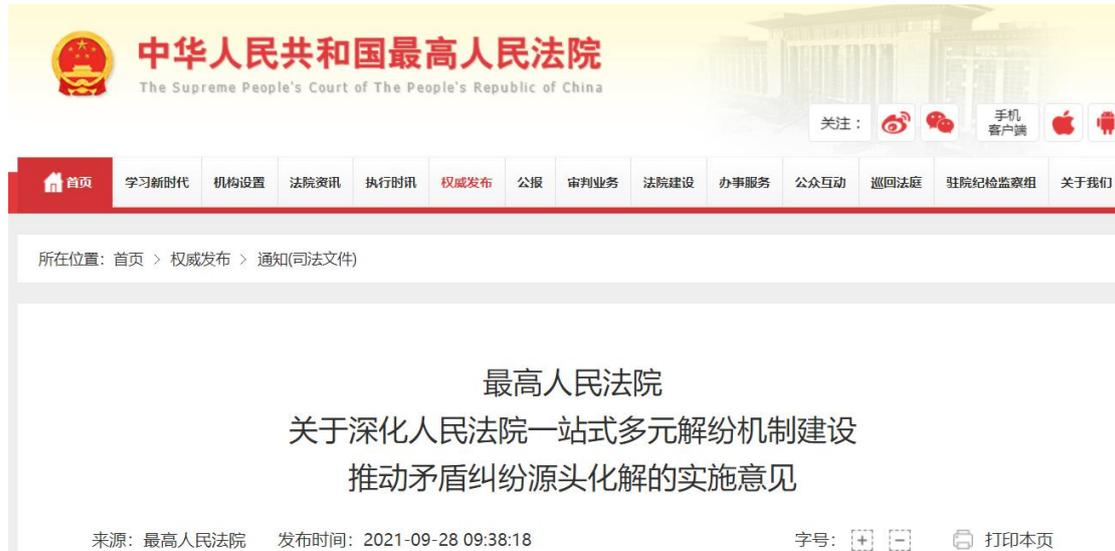 中华人民共和国最高人民法院
The Supreme People's Court of The People's Republic of China
关注：
手机
客户端
首页 学习新时代 机构设置 法院资讯 执行时讯 权威发布 公报 审判业务 法院建设 办事服务 公众互动 巡回法庭 驻院纪检监察组 关于我们
所在位置：首页 > 权威发布 > 通知(司法文件)
最高人民法院
关于深化人民法院一站式多元解纷机制建设
推动矛盾纠纷源头化解的实施意见
来源：最高人民法院 发布时间：2021-09-28 09:38:18 字号：+ - 打印本页